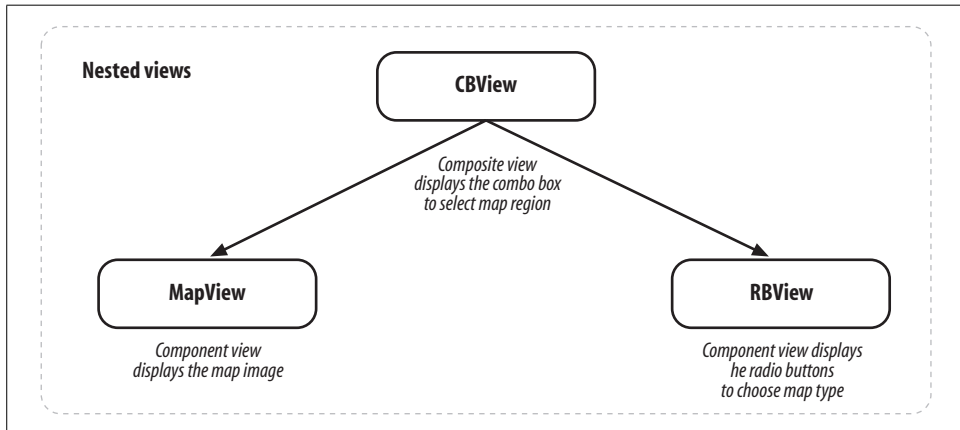 Nested views
CBView
Composite view
displays the combo box
to select map region
MapView
RBView
Component view
displays the map image
Component view displays
he radio buttons
to choose map type